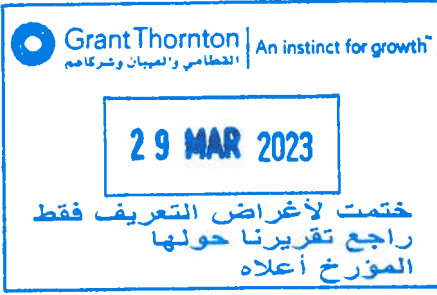 Grant Thornton | An instinct for growth™
القطامي والعيبان وشركاهم
29 MAR 2023
ختمت لأغراض التعريف فقط
راجع تقريرنا حولها
المؤرخ أعلاه